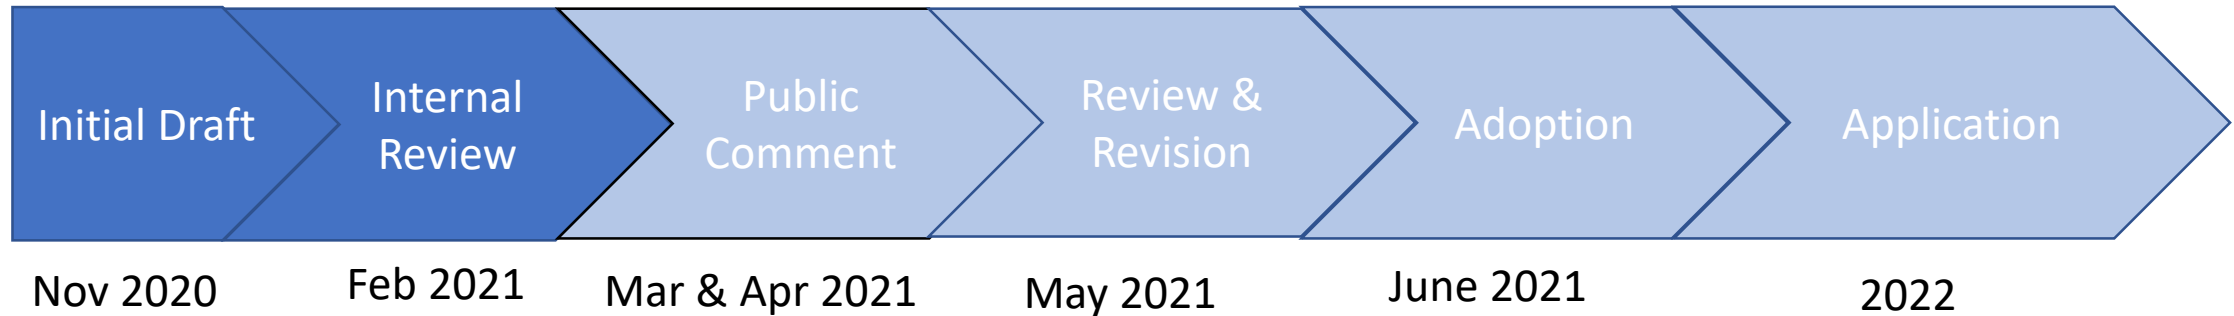 Initial Draft
Internal
Review
Public
Comment
Review &
Revision
Adoption
Application
Nov 2020
Feb 2021
Mar & Apr 2021
May 2021
June 2021
2022